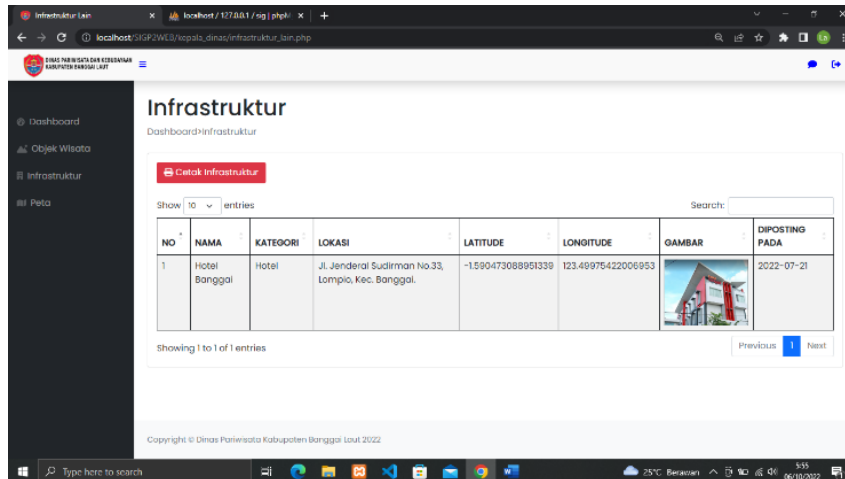 Infrastruktur Lain
localhost / 127.0.0.1 / sig | phpM
localhost/SIGP2WEB/kepala_dinas/infrastruktur_lain.php
DINAS PARIWISATA DAN KEBUDAYAAN
KABUPATEN BANGGAI LAUT
Dashboard
Objek Wisata
Infrastruktur
Peta
Infrastruktur
Dashboard>Infrastruktur
Cetak Infrastruktur
Show 10 entries
Search:
NO NAMA KATEGORI LOKASI LATITUDE LONGITUDE GAMBAR DIPOSTING PADA
1 Hotel Banggai Hotel Jl. Jenderal Sudirman No.33, Lompio, Kec. Banggai. -1.590473088951339 123.49975422006953 2022-07-21
Showing 1 to 1 of 1 entries
Previous 1 Next
Copyright © Dinas Pariwisata Kabupaten Banggai Laut 2022
Type here to search
25°C Berawan
5:55
06/10/2022